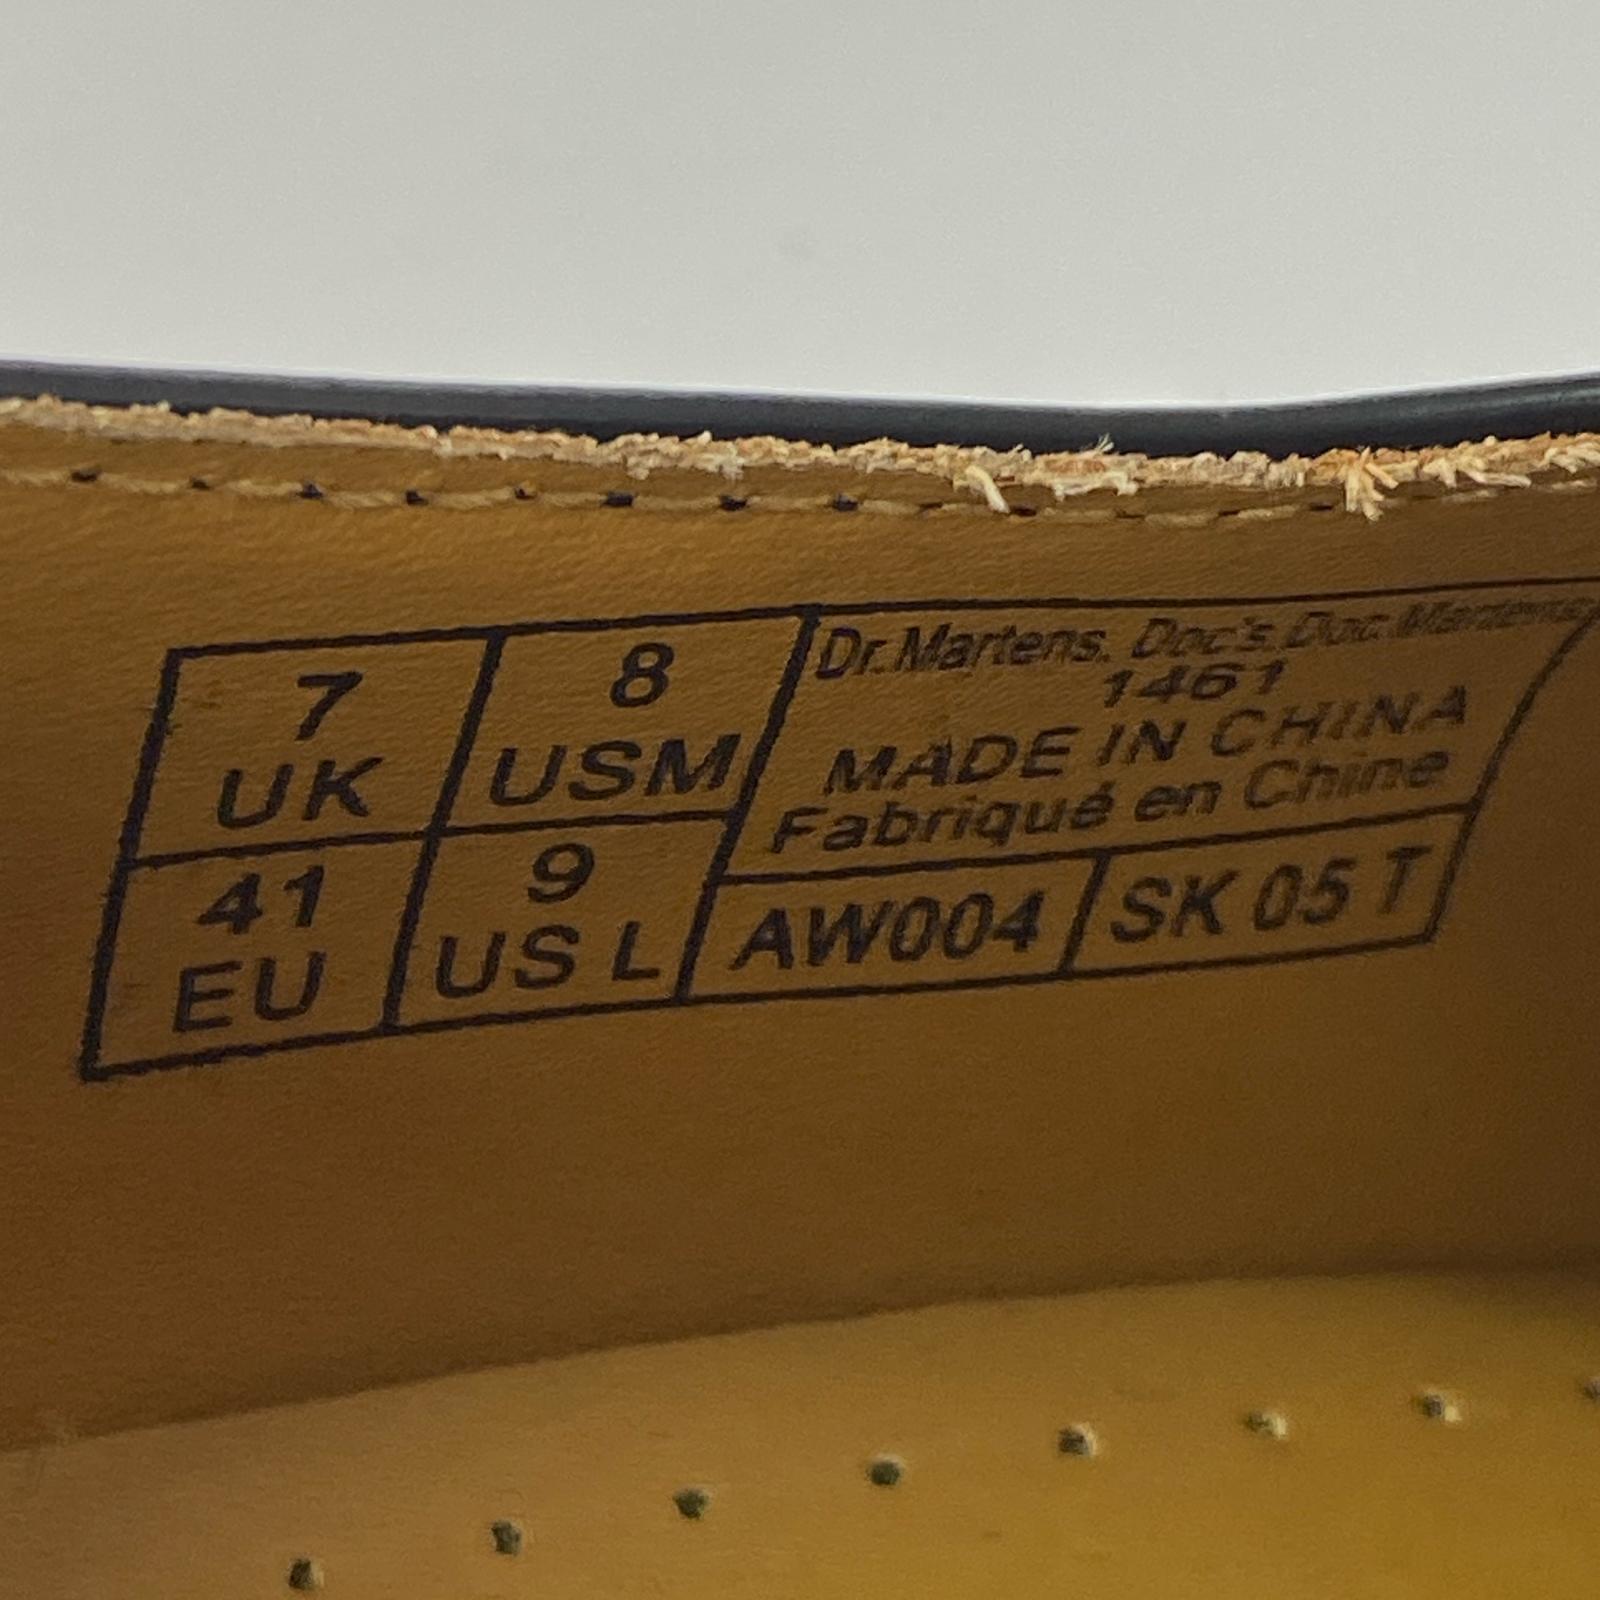 7
UK
8
USM
41
EU
9
US L
Dr. Martens. Doc's. Doc Martens
1461
MADE IN CHINA
Fabriqué en Chine
AW004
SK 05 T